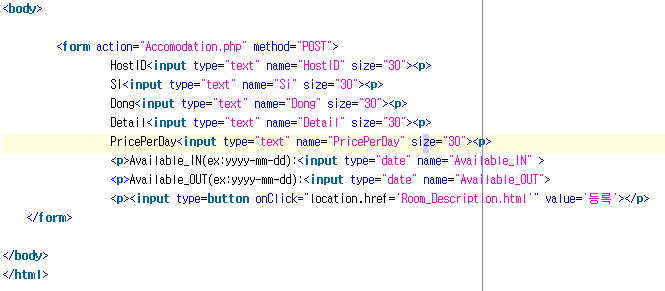 <body>
<form action="Accomodation.php" method="POST">
HostID<input type="text" name="HostID" size="30"><p>
Si<input type="text" name="Si" size="30"><p>
Dong<input type="text" name="Dong" size="30"><p>
Detail<input type="text" name="Detail" size="30"><p>
PricePerDay<input type="text" name="PricePerDay" size="30"><p>
<p>Available_IN(ex:yyyy-mm-dd):<input type="date" name="Available_IN" >
<p>Available_OUT(ex:yyyy-mm-dd):<input type="date" name="Available_OUT">
<p><input type=button onClick="location.href='Room_Description.html'" value='등록'></p>
</form>
</body>
</html>